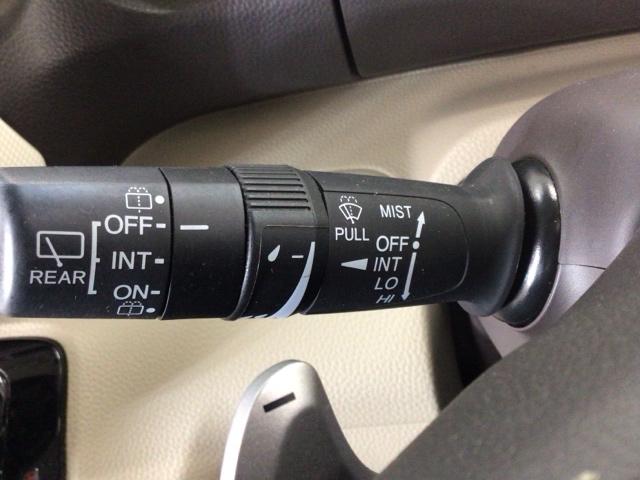 OFF
INT
ON
REAR
PULL
MIST
OFF
INT
LO
HI